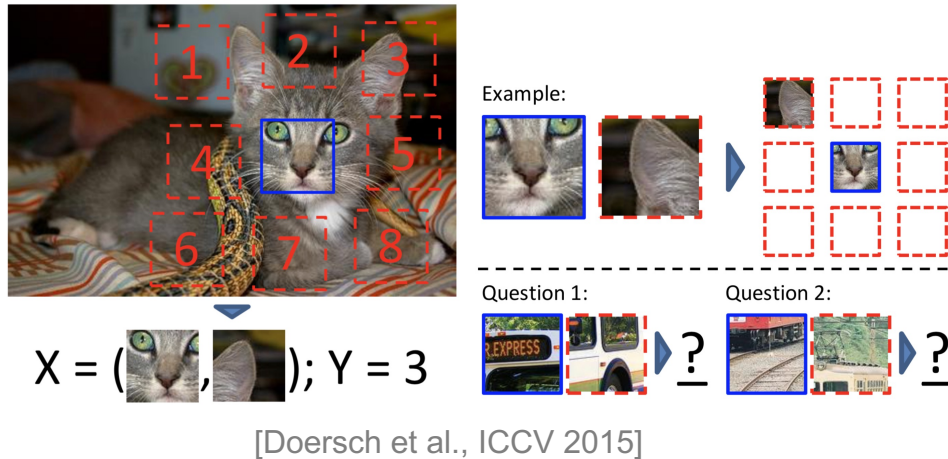 1
2
3
4
5
6
7
8
X = ( , ); Y = 3
Example:
Question 1:
Question 2:
R.EXPRESS
?
?
[Doersch et al., ICCV 2015]